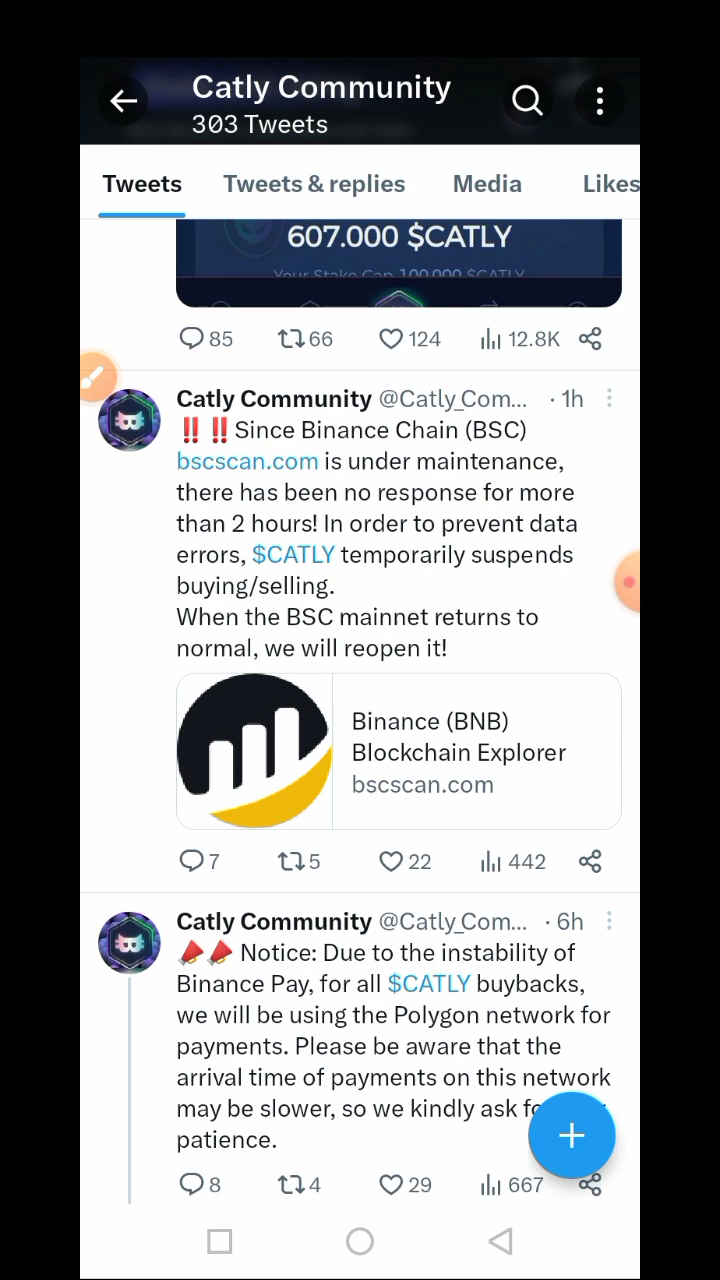 Catly Community
303 Tweets
Tweets Tweets & replies Media Likes
607.000 $CATLY
Your Stake Cap 100.000 $CATLY
85 66 124 12.8K
Catly Community @Catly_Com... · 1h
‼️ ‼️ Since Binance Chain (BSC)
bscscan.com is under maintenance,
there has been no response for more
than 2 hours! In order to prevent data
errors, $CATLY temporarily suspends
buying/selling.
When the BSC mainnet returns to
normal, we will reopen it!
Binance (BNB)
Blockchain Explorer
bscscan.com
7 5 22 442
Catly Community @Catly_Com... · 6h
📣📣 Notice: Due to the instability of
Binance Pay, for all $CATLY buybacks,
we will be using the Polygon network for
payments. Please be aware that the
arrival time of payments on this network
may be slower, so we kindly ask
patience.
8 4 29 667